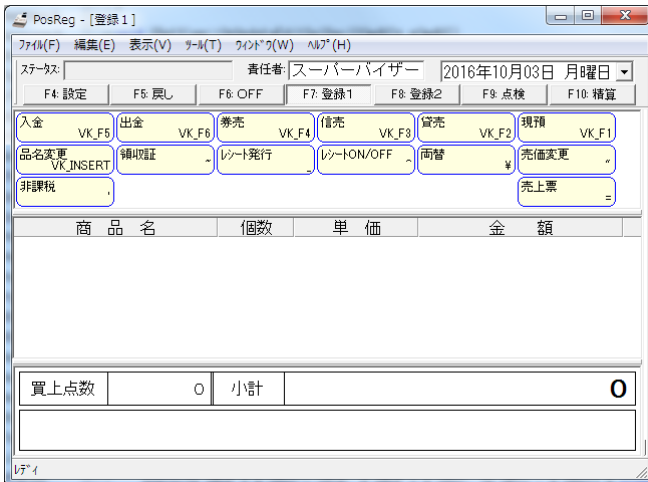 PosReg - [登録1]
ファイル(F) 編集(E) 表示(V) ツール(T) ウィンドウ(W) ヘルプ(H)
ステータス: 責任者: スーパーバイザー 2016年10月03日 月曜日
F4: 設定 F5: 戻し F6: OFF F7: 登録1 F8: 登録2 F9: 点検 F10: 精算
入金 VK_F5 出金 VK_F6 券売 VK_F4 信売 VK_F3 貸売 VK_F2 現預 VK_F1
品名変更 VK_INSERT 領収証 ~ レシート発行 _ レシートON/OFF ^ 両替 ¥ 売価変更 "
非課税 ' 売上票 =
商 品 名 個数 単 価 金 額
買上点数 0 小計 0
レディ